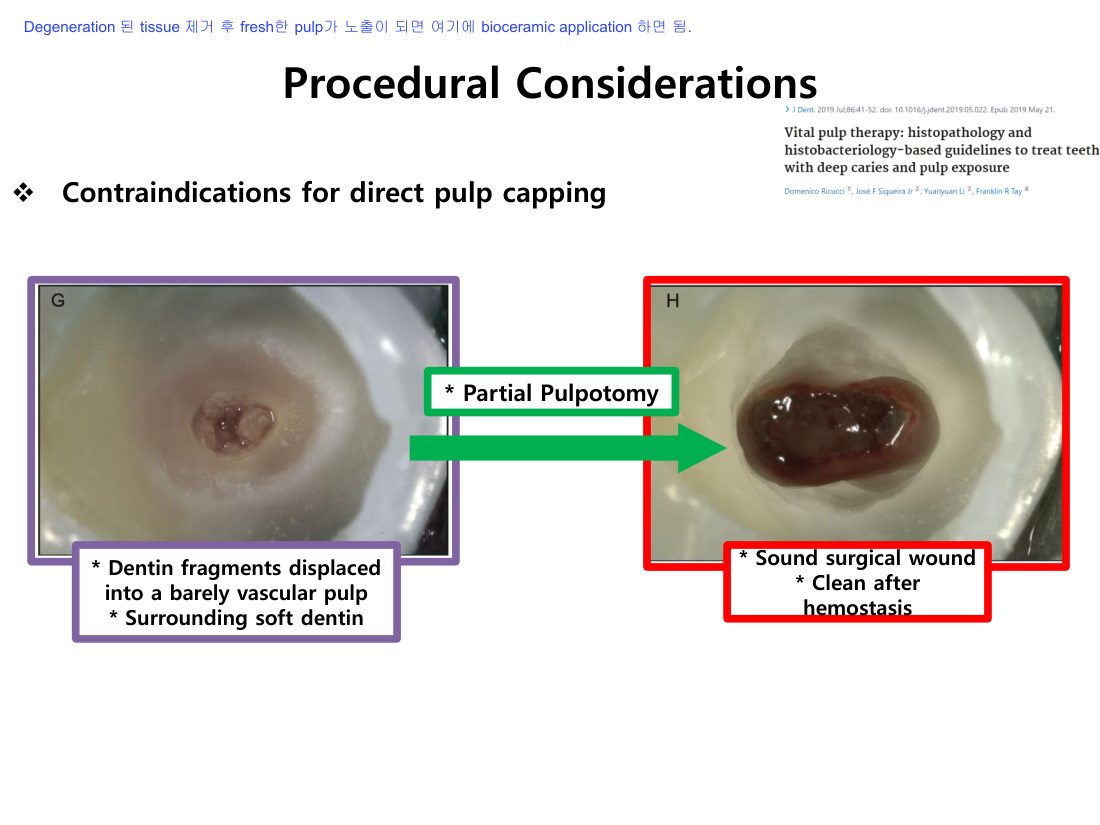 Degeneration 된 tissue 제거 후 fresh한 pulp가 노출이 되면 여기에 bioceramic application 하면 됨.
Procedural Considerations
> J Dent. 2019 Jul;86:41-52. doi: 10.1016/j.jdent.2019.05.022. Epub 2019 May 21.
Vital pulp therapy: histopathology and
histobacteriology-based guidelines to treat teeth
with deep caries and pulp exposure
Domenico Ricucci 1, José F Siqueira Jr 2, Yuanyuan Li 3, Franklin R Tay 4
❖ Contraindications for direct pulp capping
G
H
* Partial Pulpotomy
* Dentin fragments displaced
into a barely vascular pulp
* Surrounding soft dentin
* Sound surgical wound
* Clean after
hemostasis